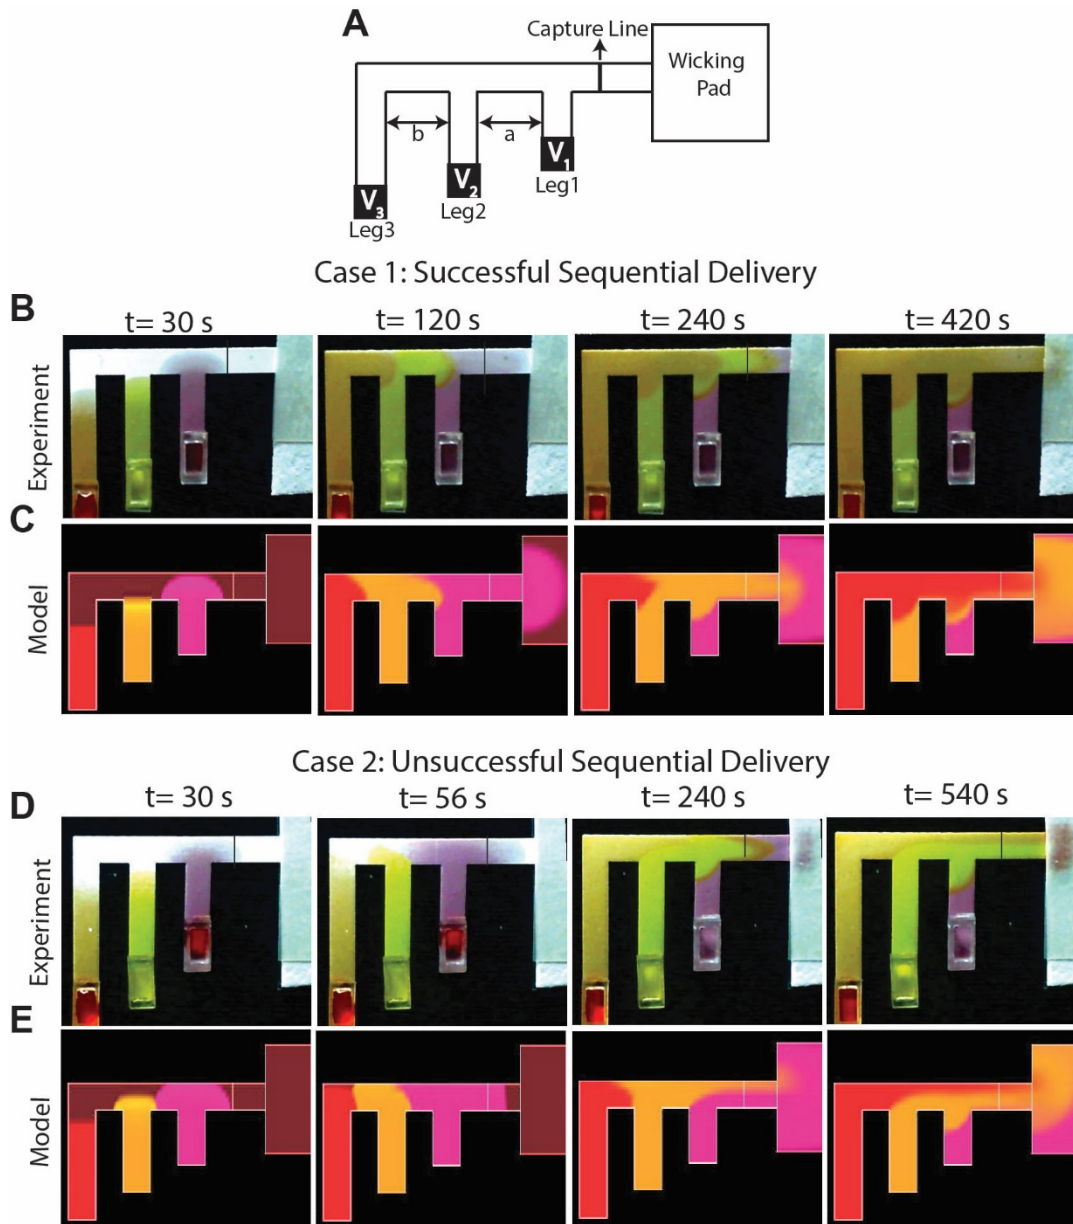 A
Capture Line
Wicking
Pad
b
a
V1
Leg1
V2
Leg2
V3
Leg3
Case 1: Successful Sequential Delivery
B
t= 30 s
t= 120 s
t= 240 s
t= 420 s
Experiment
C
Model
Case 2: Unsuccessful Sequential Delivery
D
t= 30 s
t= 56 s
t= 240 s
t= 540 s
Experiment
E
Model